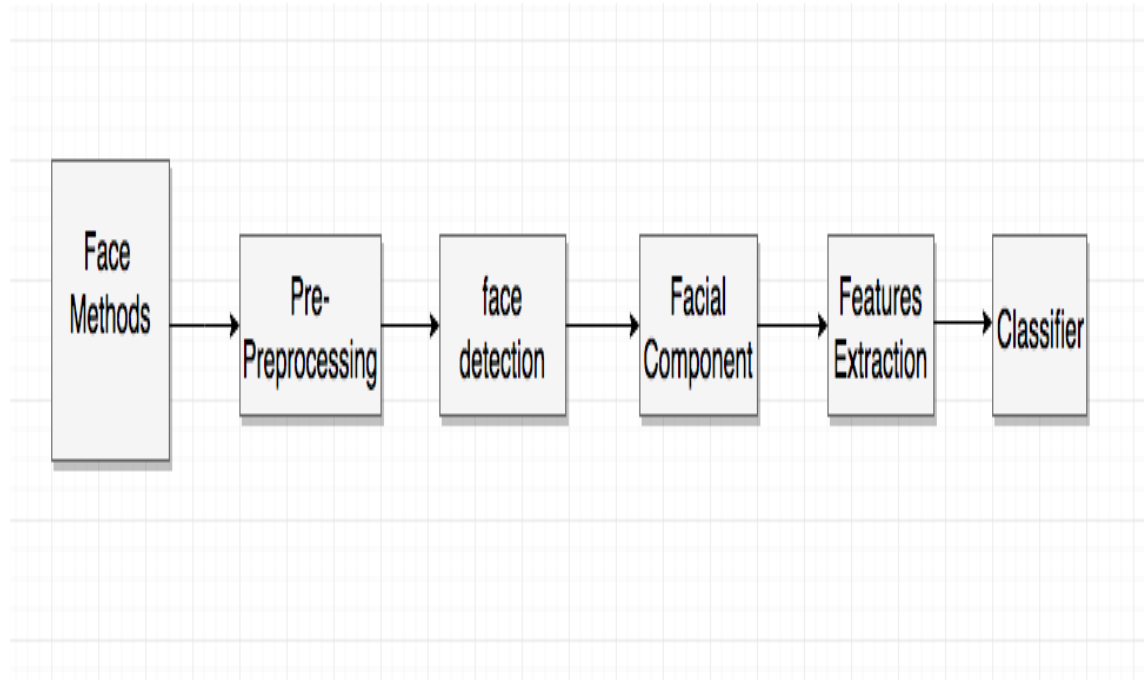 Face
Methods
Pre-
Preprocessing
face
detection
Facial
Component
Features
Extraction
Classifier